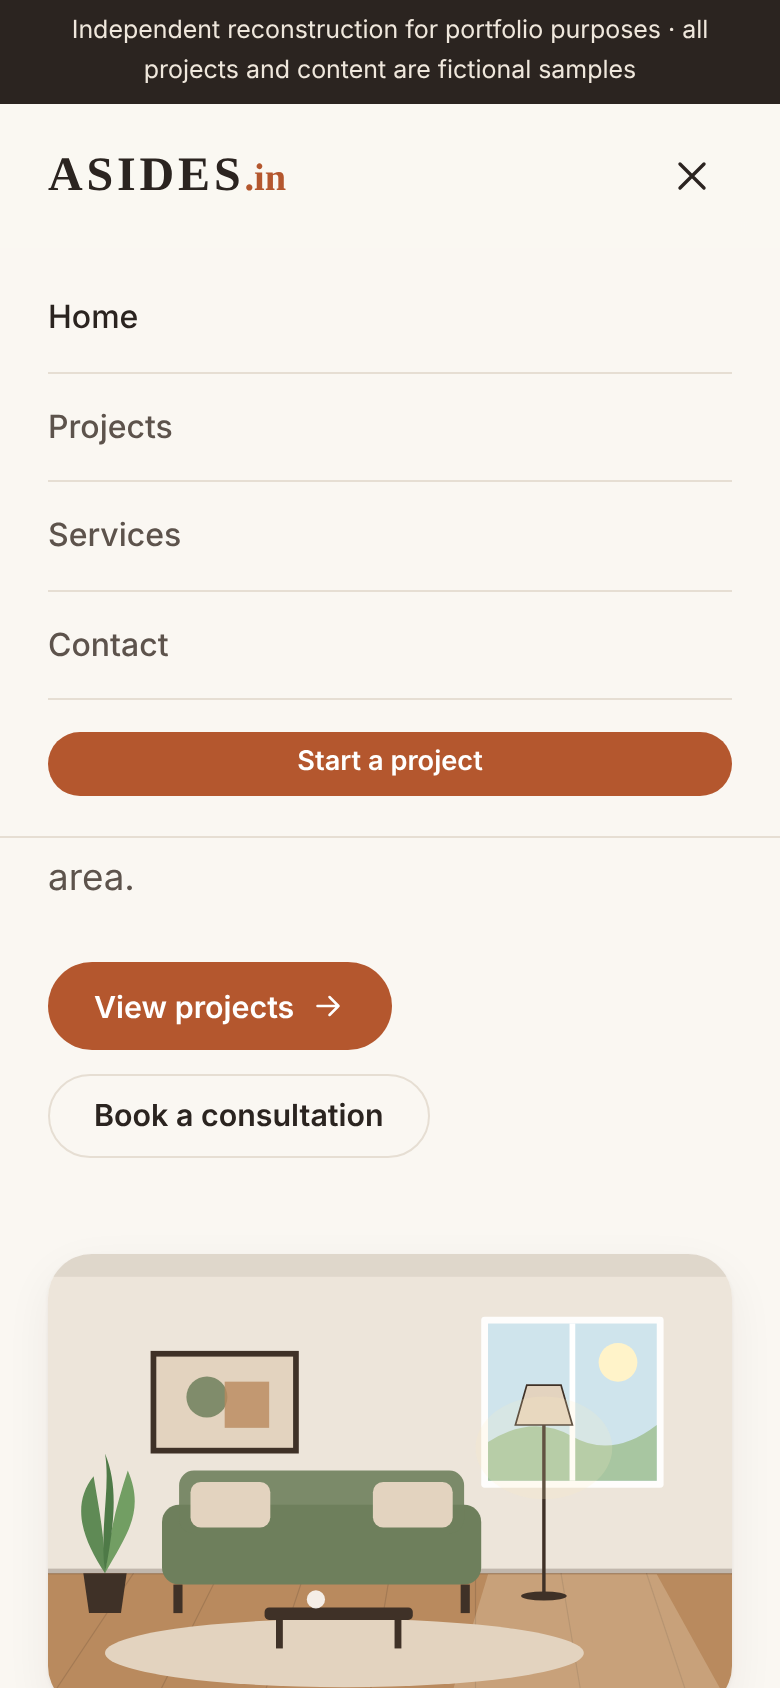 Independent reconstruction for portfolio purposes · all
projects and content are fictional samples
ASIDES.in
Home
Projects
Services
Contact
Start a project
area.
View projects →
Book a consultation